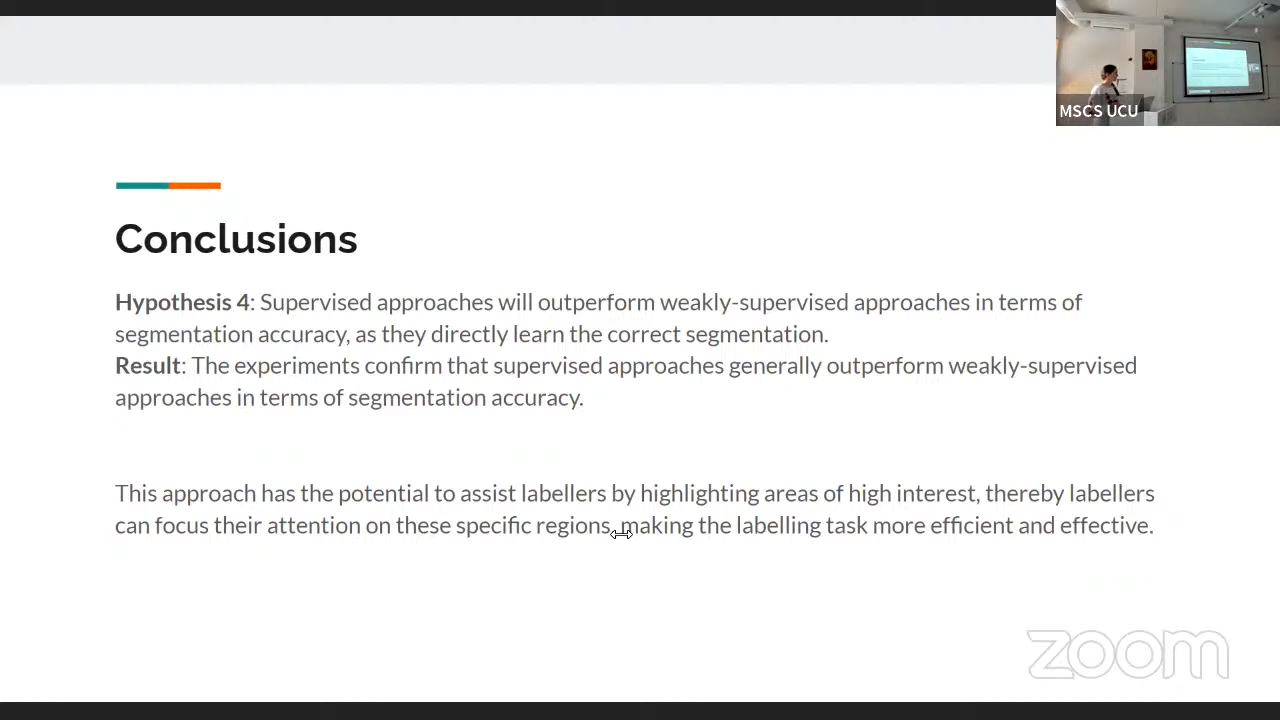 MSCS UCU
Conclusions
Hypothesis 4: Supervised approaches will outperform weakly-supervised approaches in terms of
segmentation accuracy, as they directly learn the correct segmentation.
Result: The experiments confirm that supervised approaches generally outperform weakly-supervised
approaches in terms of segmentation accuracy.
This approach has the potential to assist labellers by highlighting areas of high interest, thereby labellers
can focus their attention on these specific regions, making the labelling task more efficient and effective.
zoom